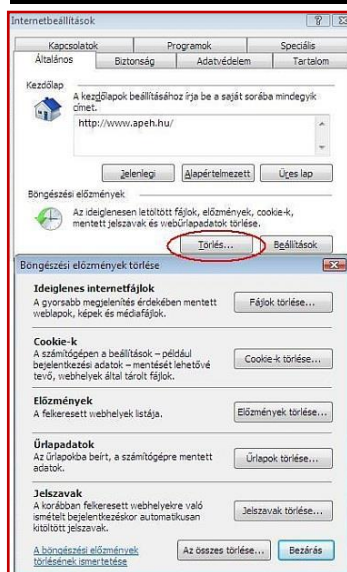 Internetbeállítások
Kapcsolatok Programok Speciális
Általános Biztonság Adatvédelem Tartalom
Kezdőlap
A kezdőlapok beállításához írja be a saját sorába mindegyik
címet.
http://www.apeh.hu/
Jelenlegi Alapértelmezett Üres lap
Böngészési előzmények
Az ideiglenesen letöltött fájlok, előzmények, cookie-k,
mentett jelszavak és webűrlapadatok törlése.
Törlés... Beállítások
Böngészési előzmények törlése
Ideiglenes internetfájlok
A gyorsabb megjelenítés érdekében mentett
weblapok, képek és médiafájlok.
Fájlok törlése...
Cookie-k
A számítógépen a beállítások – például
bejelentkezési adatok – mentését lehetővé
tevő, webhelyek által tárolt fájlok.
Cookie-k törlése...
Előzmények
A felkeresett webhelyek listája.
Előzmények törlése...
Űrlapadatok
Az űrlapokba beírt, a számítógépre mentett
adatok.
Űrlapok törlése...
Jelszavak
A korábban felkeresett webhelyekre való
ismételt bejelentkezéskor automatikusan
kitöltött jelszavak.
Jelszavak törlése...
A böngészési előzmények
törlésének ismertetése
Az összes törlése... Bezárás